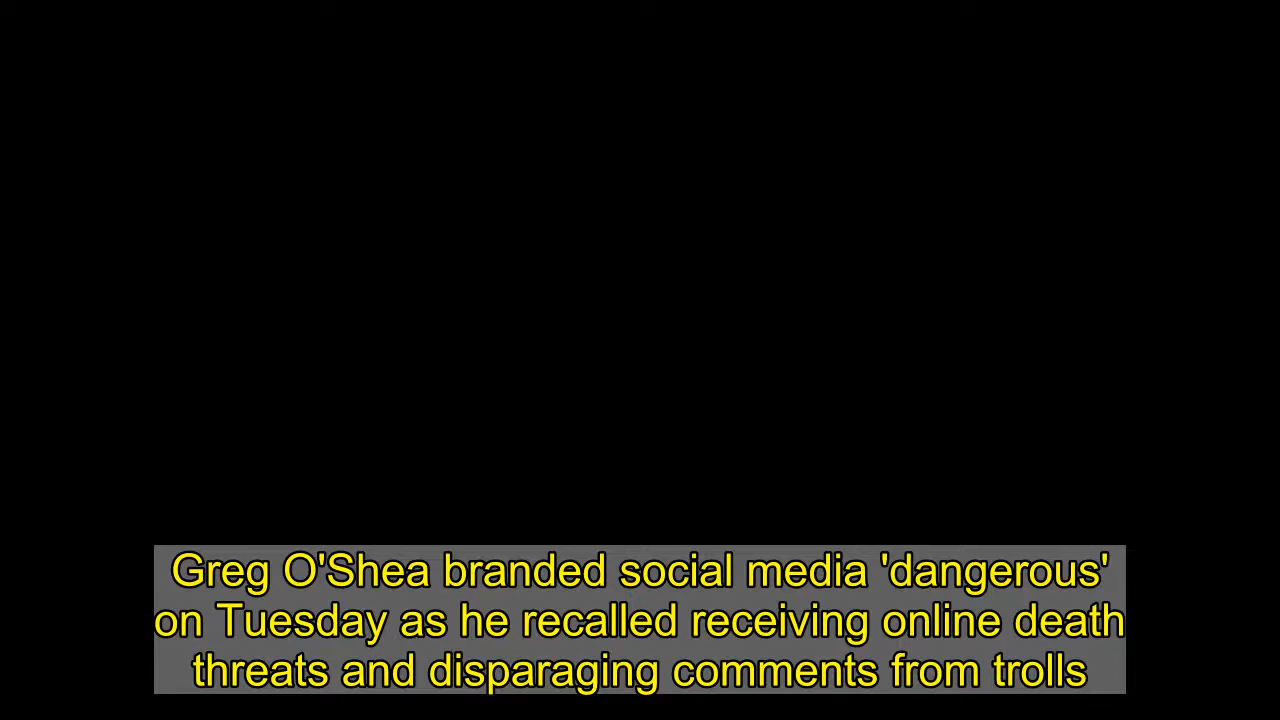 Greg O'Shea branded social media 'dangerous'
on Tuesday as he recalled receiving online death
threats and disparaging comments from trolls